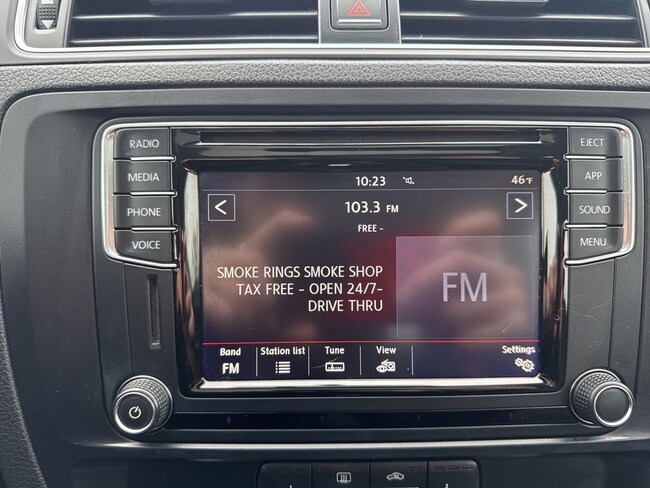 RADIO
MEDIA
PHONE
VOICE
EJECT
APP
SOUND
MENU
10:23
46°F
<
103.3 FM
>
FREE -
SMOKE RINGS SMOKE SHOP
TAX FREE - OPEN 24/7-
DRIVE THRU
FM
Band
FM
Station list
Tune
View
Settings